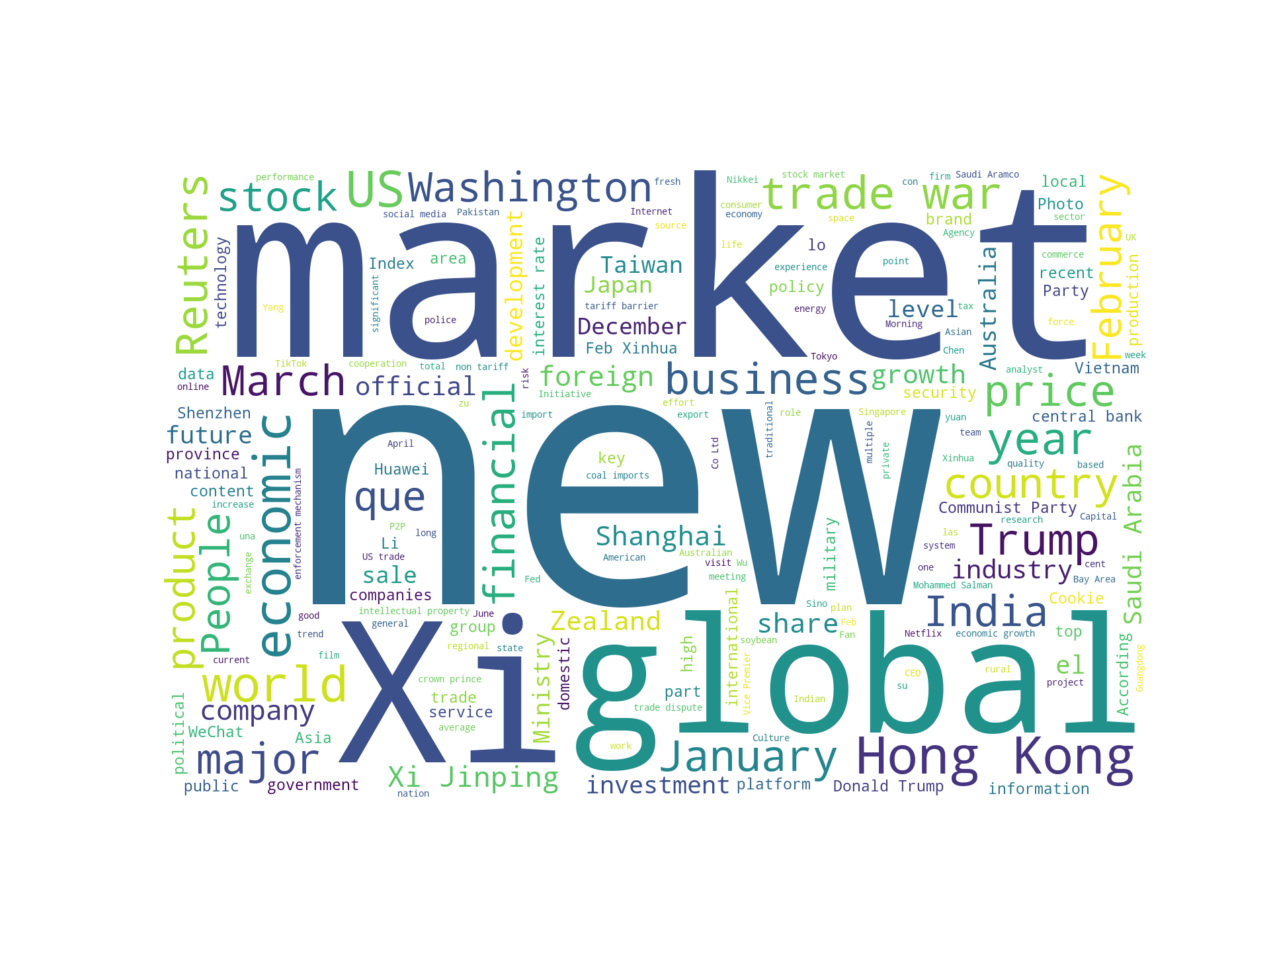 market
new
Xi
global
Reuters
stock
US
Washington
trade
war
February
performance
fresh
Nikkei
stock market
con
firm
Saudi Aramco
local
Photo
sector
UK
commerce
recent
Party
production
week
Vietnam
social media
Pakistan
Internet
source
consumer
economy
space
brand
Agency
technology
Index
area
significant
development
interest rate
Taiwan
Japan
tariff barrier
December
Feb Xinhua
life
lo
experience
policy
energy
point
level
Morning
tax
Asian
Chen
Australia
force
analyst
Yang
police
TikTok
cooperation
total
non tariff
risk
Tokyo
data
online
March
official
foreign
Initiative
business
growth
security
price
central bank
Shenzhen
future
province
national
content
increase
economic
zu
April
financial
import
effort
export
role
Singapore
yuan
team
year
Xinhua
quality
based
country
Communist Party
research
Capital
Huawei
que
P2P
long
Li
US trade
sale
companies
enforcement mechanism
key
coal imports
Co Ltd
traditional
multiple
private
Shanghai
American
Australian
visit
Wu
meeting
military
las
system
one
Trump
cent
industry
Bay Area
Mohammed Salman
Saudi Arabia
product
People
una
exchange
Fed
intellectual property
June
general
good
trend
group
film
regional
state
current
Zealand
share
Sino
plan
Feb
Fan
India
Cookie
Netflix
economic growth
top
According
Guangdong
world
company
crown prince
trade
service
average
Ministry
domestic
high
part
trade dispute
international
soybean
Vice Premier
Indian
CEO
su
rural
el
project
political
WeChat
Asia
major
public
government
Xi Jinping
nation
work
investment
January
Culture
platform
Hong Kong
Donald Trump
information